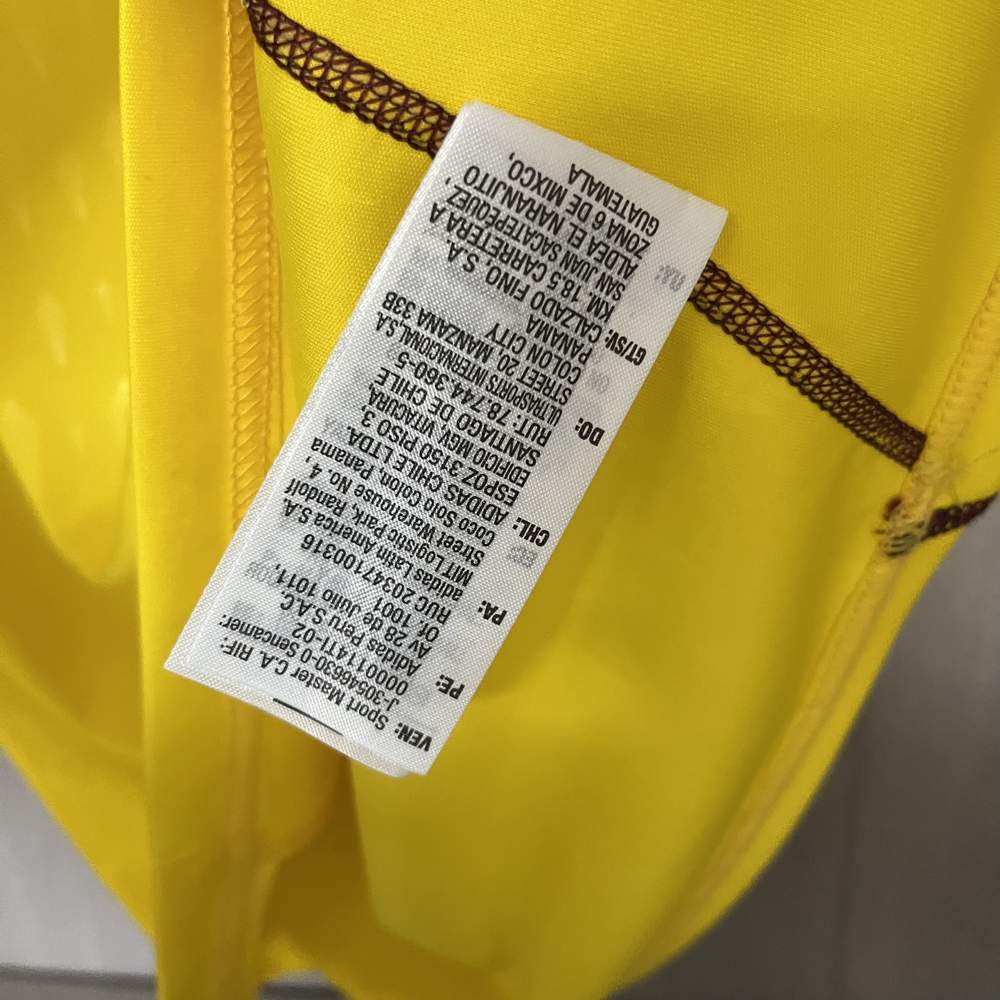 VEN: Sport Master C.A. RIF:
J-30546630-0 Sencamer:
000011411-02
PE: Adidas Peru S.A.C.
Av 28 de Julio 1011,
Of. 1001
RUC 20347100316
PA: adidas Latin America S.A.
MIT Logistic Park, Randolf
Street Warehouse No. 4,
Coco Solo Colon, Panama
CHL: ADIDAS CHILE LTDA.
ESPOZ 3150 PISO 3,
EDIFICIO MGV, VITACURA
SANTIAGO DE CHILE,
RUT: 78.744.360-5
DO: ULTRASPORTS INTERNACIONAL, S.A
STREET 20, MANZANA 33B
COLON CITY
PANAMA
GT/SV: CALZADO FINO, S.A.
KM. 18.5 CARRETERA A
SAN JUAN SACATEPEQUEZ,
ALDEA EL NARANJITO
ZONA 6 DE MIXCO,
GUATEMALA